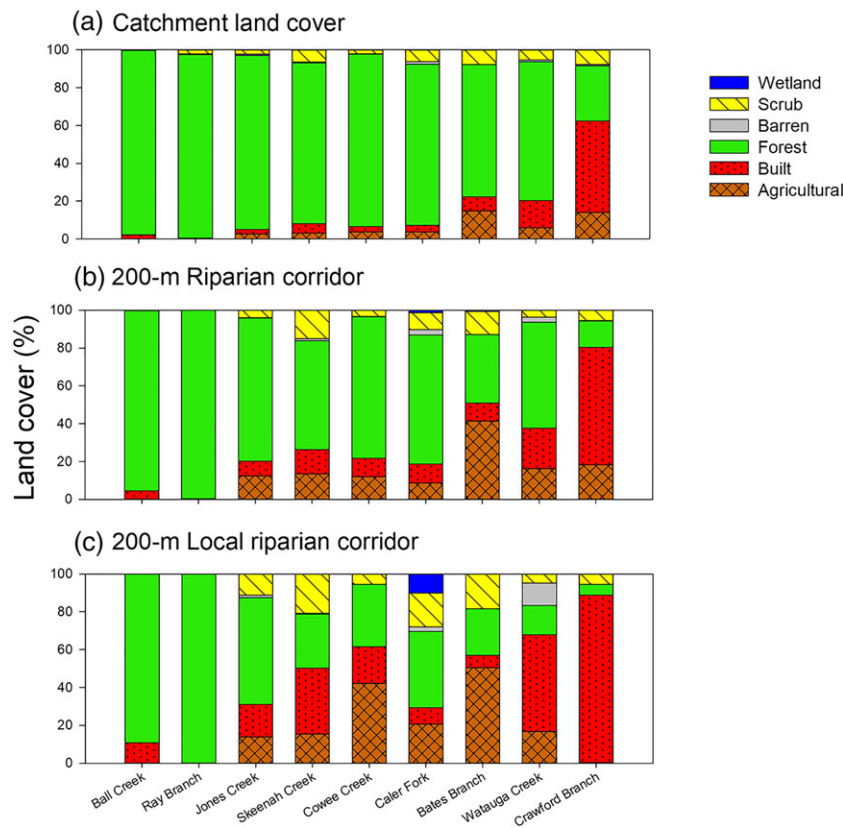 (a) Catchment land cover
100
80
60
40
20
0
Wetland
Scrub
Barren
Forest
Built
Agricultural
(b) 200-m Riparian corridor
100
80
60
40
20
0
Land cover (%)
(c) 200-m Local riparian corridor
100
80
60
40
20
0
Ball Creek
Ray Branch
Jones Creek
Skeenah Creek
Cowee Creek
Caler Fork
Bates Branch
Watauga Creek
Crawford Branch